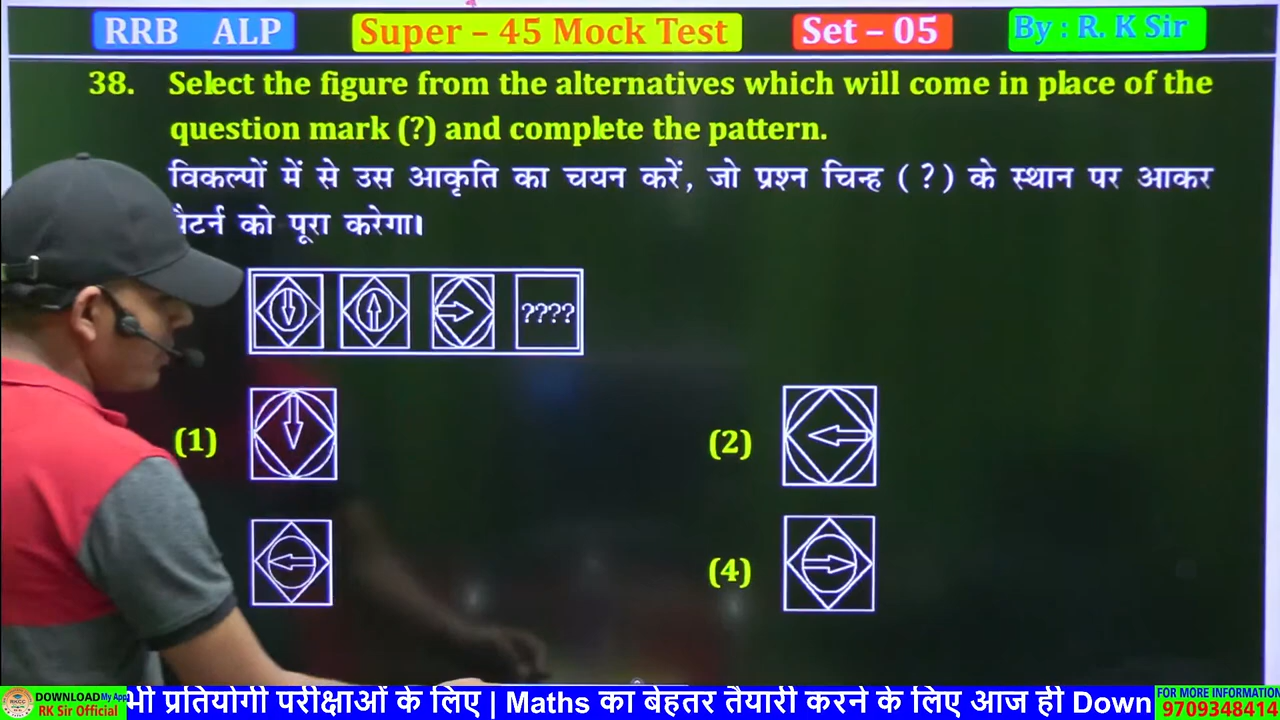 RRB ALP
Super – 45 Mock Test
Set – 05
By : R. K Sir
38. Select the figure from the alternatives which will come in place of the
question mark (?) and complete the pattern.
विकल्पों में से उस आकृति का चयन करें, जो प्रश्न चिन्ह ( ? ) के स्थान पर आकर
पैटर्न को पूरा करेगा।
????
(1)
(2)
(4)
DOWNLOAD My App
RK Sir Official
RKCC
भी प्रतियोगी परीक्षाओं के लिए | Maths का बेहतर तैयारी करने के लिए आज ही Down
FOR MORE INFORMATION
9709348414